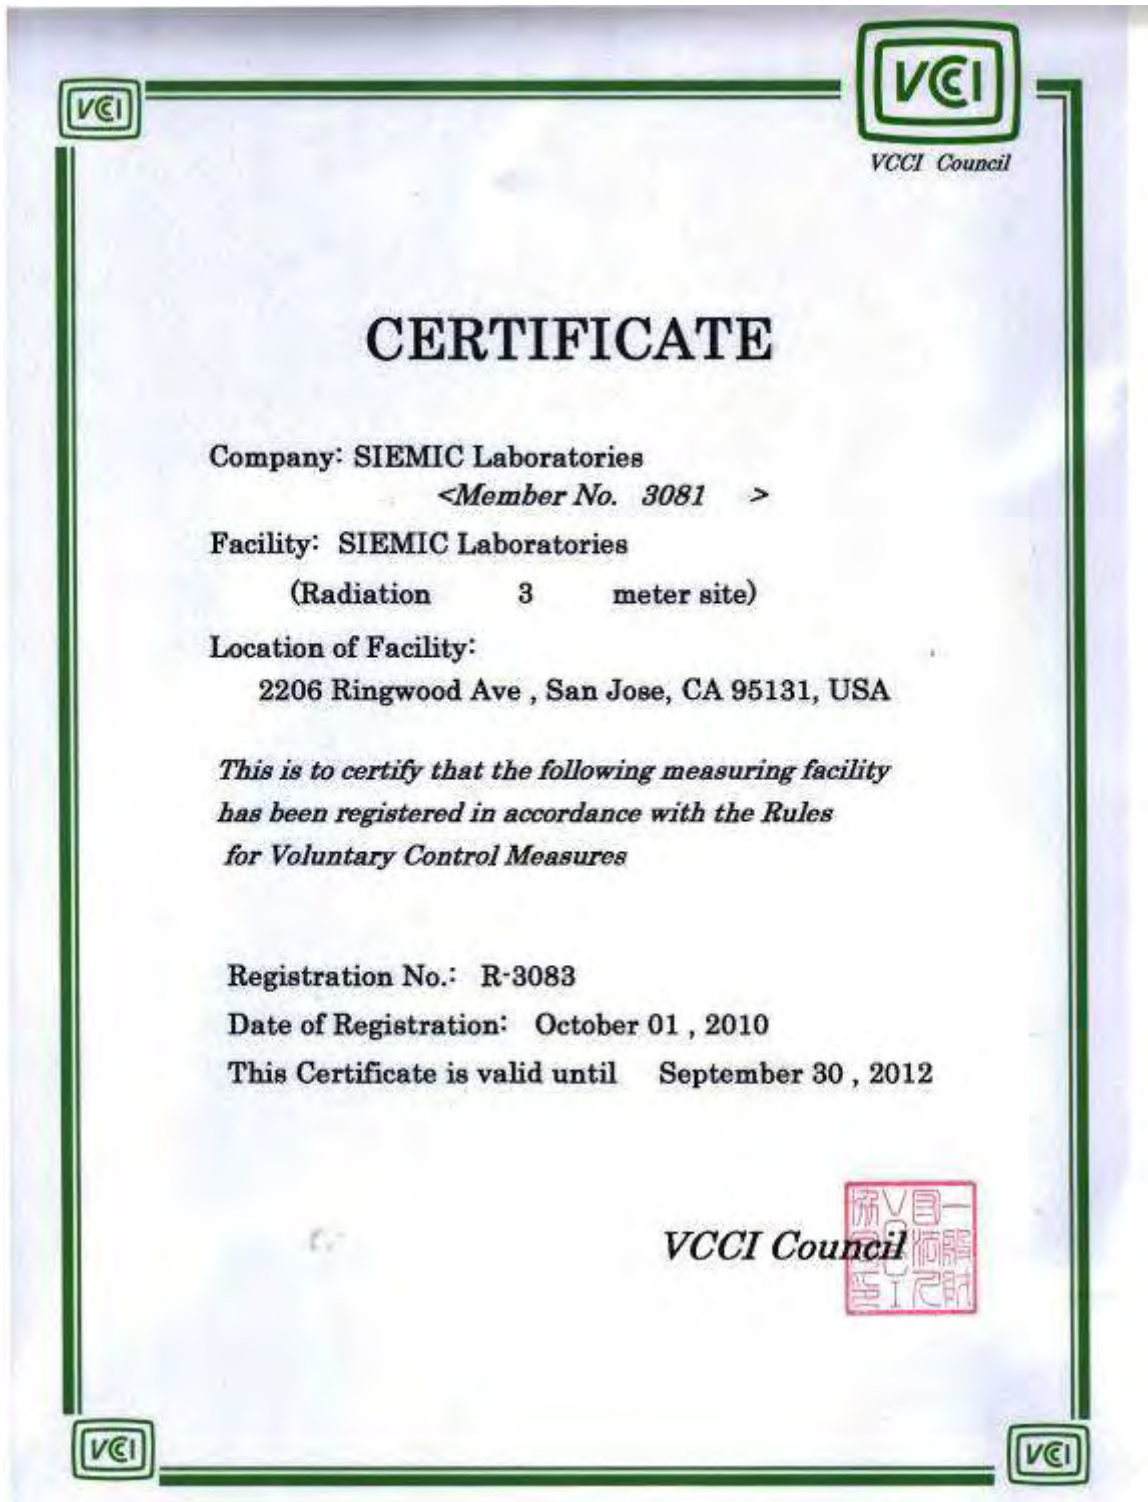 VCCI
VCCI
VCCI Council
CERTIFICATE
Company: SIEMIC Laboratories
<Member No. 3081 >
Facility: SIEMIC Laboratories
(Radiation 3 meter site)
Location of Facility:
2206 Ringwood Ave , San Jose, CA 95131, USA
This is to certify that the following measuring facility
has been registered in accordance with the Rules
for Voluntary Control Measures
Registration No.: R-3083
Date of Registration: October 01 , 2010
This Certificate is valid until September 30 , 2012
VCCI Council
VCCI
VCCI